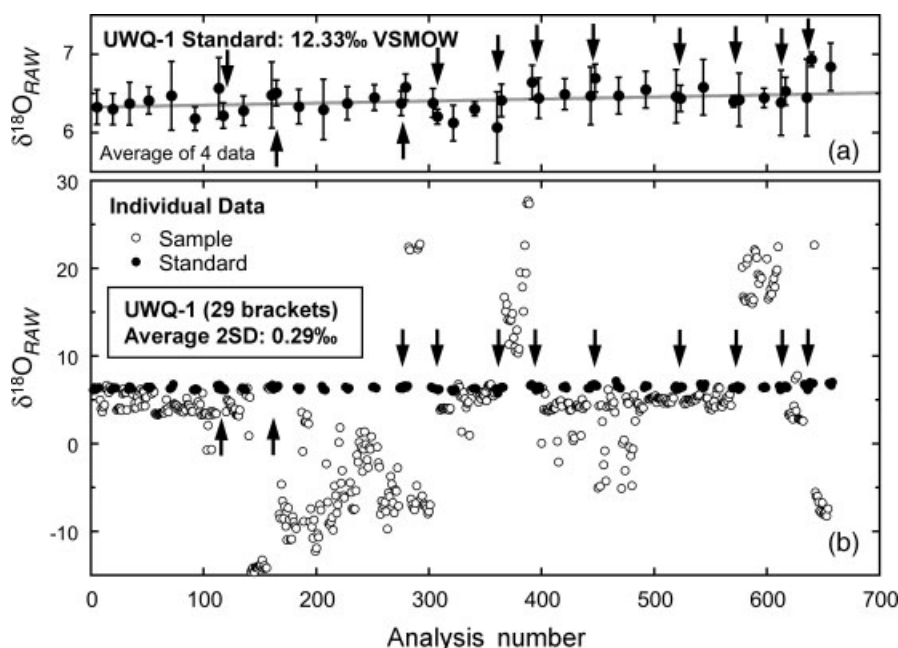 UWQ-1 Standard: 12.33‰ VSMOW
7
6
δ18ORAW
Average of 4 data
(a)
30
20
10
0
-10
δ18ORAW
Individual Data
Sample
Standard
UWQ-1 (29 brackets)
Average 2SD: 0.29‰
(b)
0 100 200 300 400 500 600 700
Analysis number